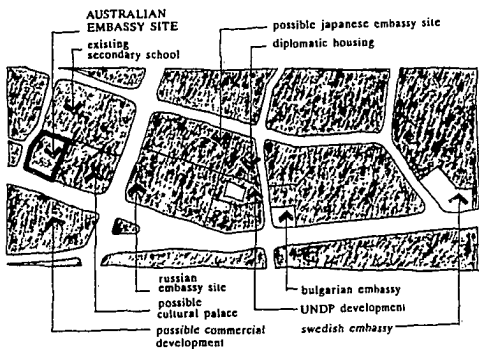 AUSTRALIAN
EMBASSY SITE
existing
secondary school
possible japanese embassy site
diplomatic housing
russian
embassy site
possible
cultural palace
possible commercial
development
bulgarian embassy
UNDP development
swedish embassy